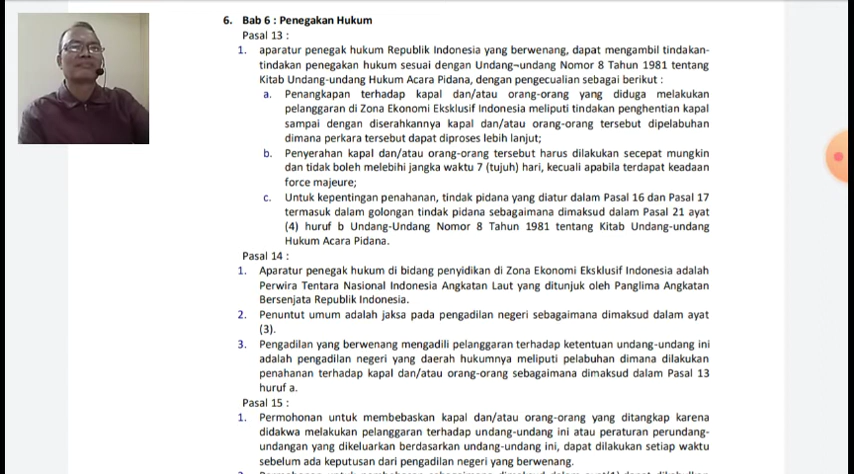 6. Bab 6 : Penegakan Hukum
Pasal 13 :
1. aparatur penegak hukum Republik Indonesia yang berwenang, dapat mengambil tindakan-
tindakan penegakan hukum sesuai dengan Undang¬undang Nomor 8 Tahun 1981 tentang
Kitab Undang-undang Hukum Acara Pidana, dengan pengecualian sebagai berikut :
a. Penangkapan terhadap kapal dan/atau orang-orang yang diduga melakukan
pelanggaran di Zona Ekonomi Eksklusif Indonesia meliputi tindakan penghentian kapal
sampai dengan diserahkannya kapal dan/atau orang-orang tersebut dipelabuhan
dimana perkara tersebut dapat diproses lebih lanjut;
b. Penyerahan kapal dan/atau orang-orang tersebut harus dilakukan secepat mungkin
dan tidak boleh melebihi jangka waktu 7 (tujuh) hari, kecuali apabila terdapat keadaan
force majeure;
c. Untuk kepentingan penahanan, tindak pidana yang diatur dalam Pasal 16 dan Pasal 17
termasuk dalam golongan tindak pidana sebagaimana dimaksud dalam Pasal 21 ayat
(4) huruf b Undang-Undang Nomor 8 Tahun 1981 tentang Kitab Undang-undang
Hukum Acara Pidana.
Pasal 14 :
1. Aparatur penegak hukum di bidang penyidikan di Zona Ekonomi Eksklusif Indonesia adalah
Perwira Tentara Nasional Indonesia Angkatan Laut yang ditunjuk oleh Panglima Angkatan
Bersenjata Republik Indonesia.
2. Penuntut umum adalah jaksa pada pengadilan negeri sebagaimana dimaksud dalam ayat
(3).
3. Pengadilan yang berwenang mengadili pelanggaran terhadap ketentuan undang-undang ini
adalah pengadilan negeri yang daerah hukumnya meliputi pelabuhan dimana dilakukan
penahanan terhadap kapal dan/atau orang-orang sebagaimana dimaksud dalam Pasal 13
huruf a.
Pasal 15 :
1. Permohonan untuk membebaskan kapal dan/atau orang-orang yang ditangkap karena
didakwa melakukan pelanggaran terhadap undang-undang ini atau peraturan perundang-
undangan yang dikeluarkan berdasarkan undang-undang ini, dapat dilakukan setiap waktu
sebelum ada keputusan dari pengadilan negeri yang berwenang.